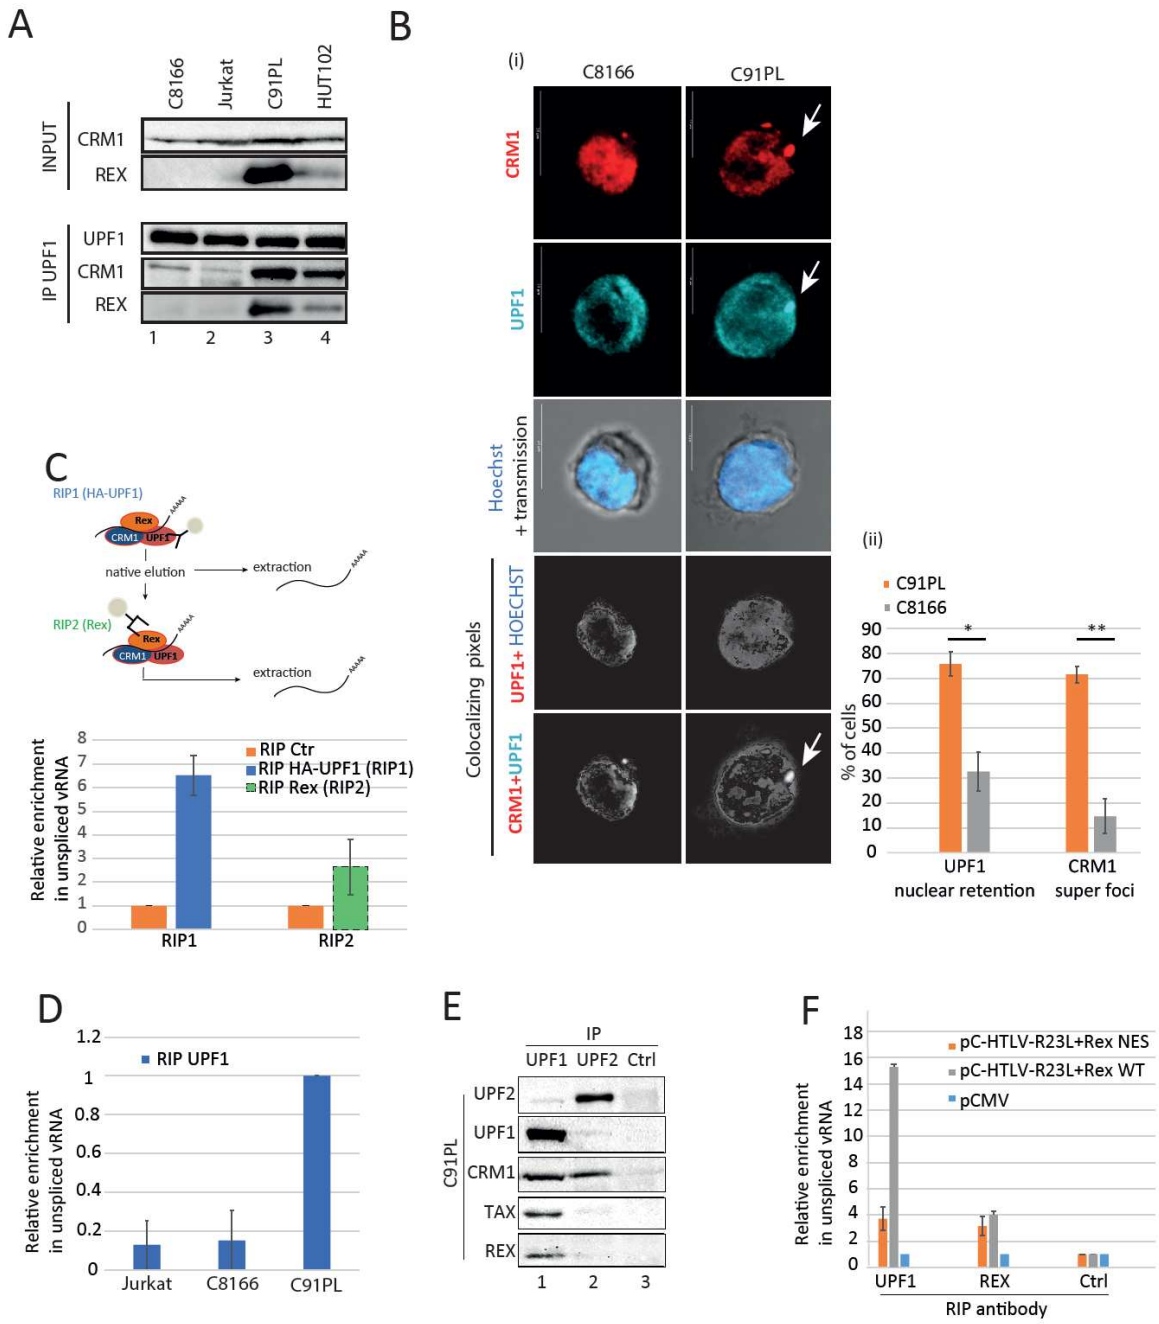 A
C8166
Jurkat
C91PL
HUT102
INPUT
CRM1
REX
IP UPF1
UPF1
CRM1
REX
1 2 3 4
B
(i)
C8166 C91PL
CRM1
UPF1
Hoechst
+ transmission
Colocalizing pixels
UPF1+ HOECHST
CRM1+UPF1
(ii)
C91PL
C8166
% of cells
90
80
70
60
50
40
30
20
10
0
* **
UPF1
nuclear retention
CRM1
super foci
C
RIP1 (HA-UPF1)
Rex
CRM1 UPF1
AAAAA
native elution
extraction
AAAAA
RIP2 (Rex)
Rex
CRM1 UPF1
AAAAA
extraction
AAAAA
Relative enrichment
in unspliced vRNA
8
7
6
5
4
3
2
1
0
RIP Ctr
RIP HA-UPF1 (RIP1)
RIP Rex (RIP2)
RIP1 RIP2
D
Relative enrichment
in unspliced vRNA
1.2
1
0.8
0.6
0.4
0.2
0
RIP UPF1
Jurkat C8166 C91PL
E
IP
UPF1 UPF2 Ctrl
C91PL
UPF2
UPF1
CRM1
TAX
REX
1 2 3
F
Relative enrichment
in unspliced vRNA
18
16
14
12
10
8
6
4
2
0
pC-HTLV-R23L+Rex NES
pC-HTLV-R23L+Rex WT
pCMV
UPF1 REX Ctrl
RIP antibody